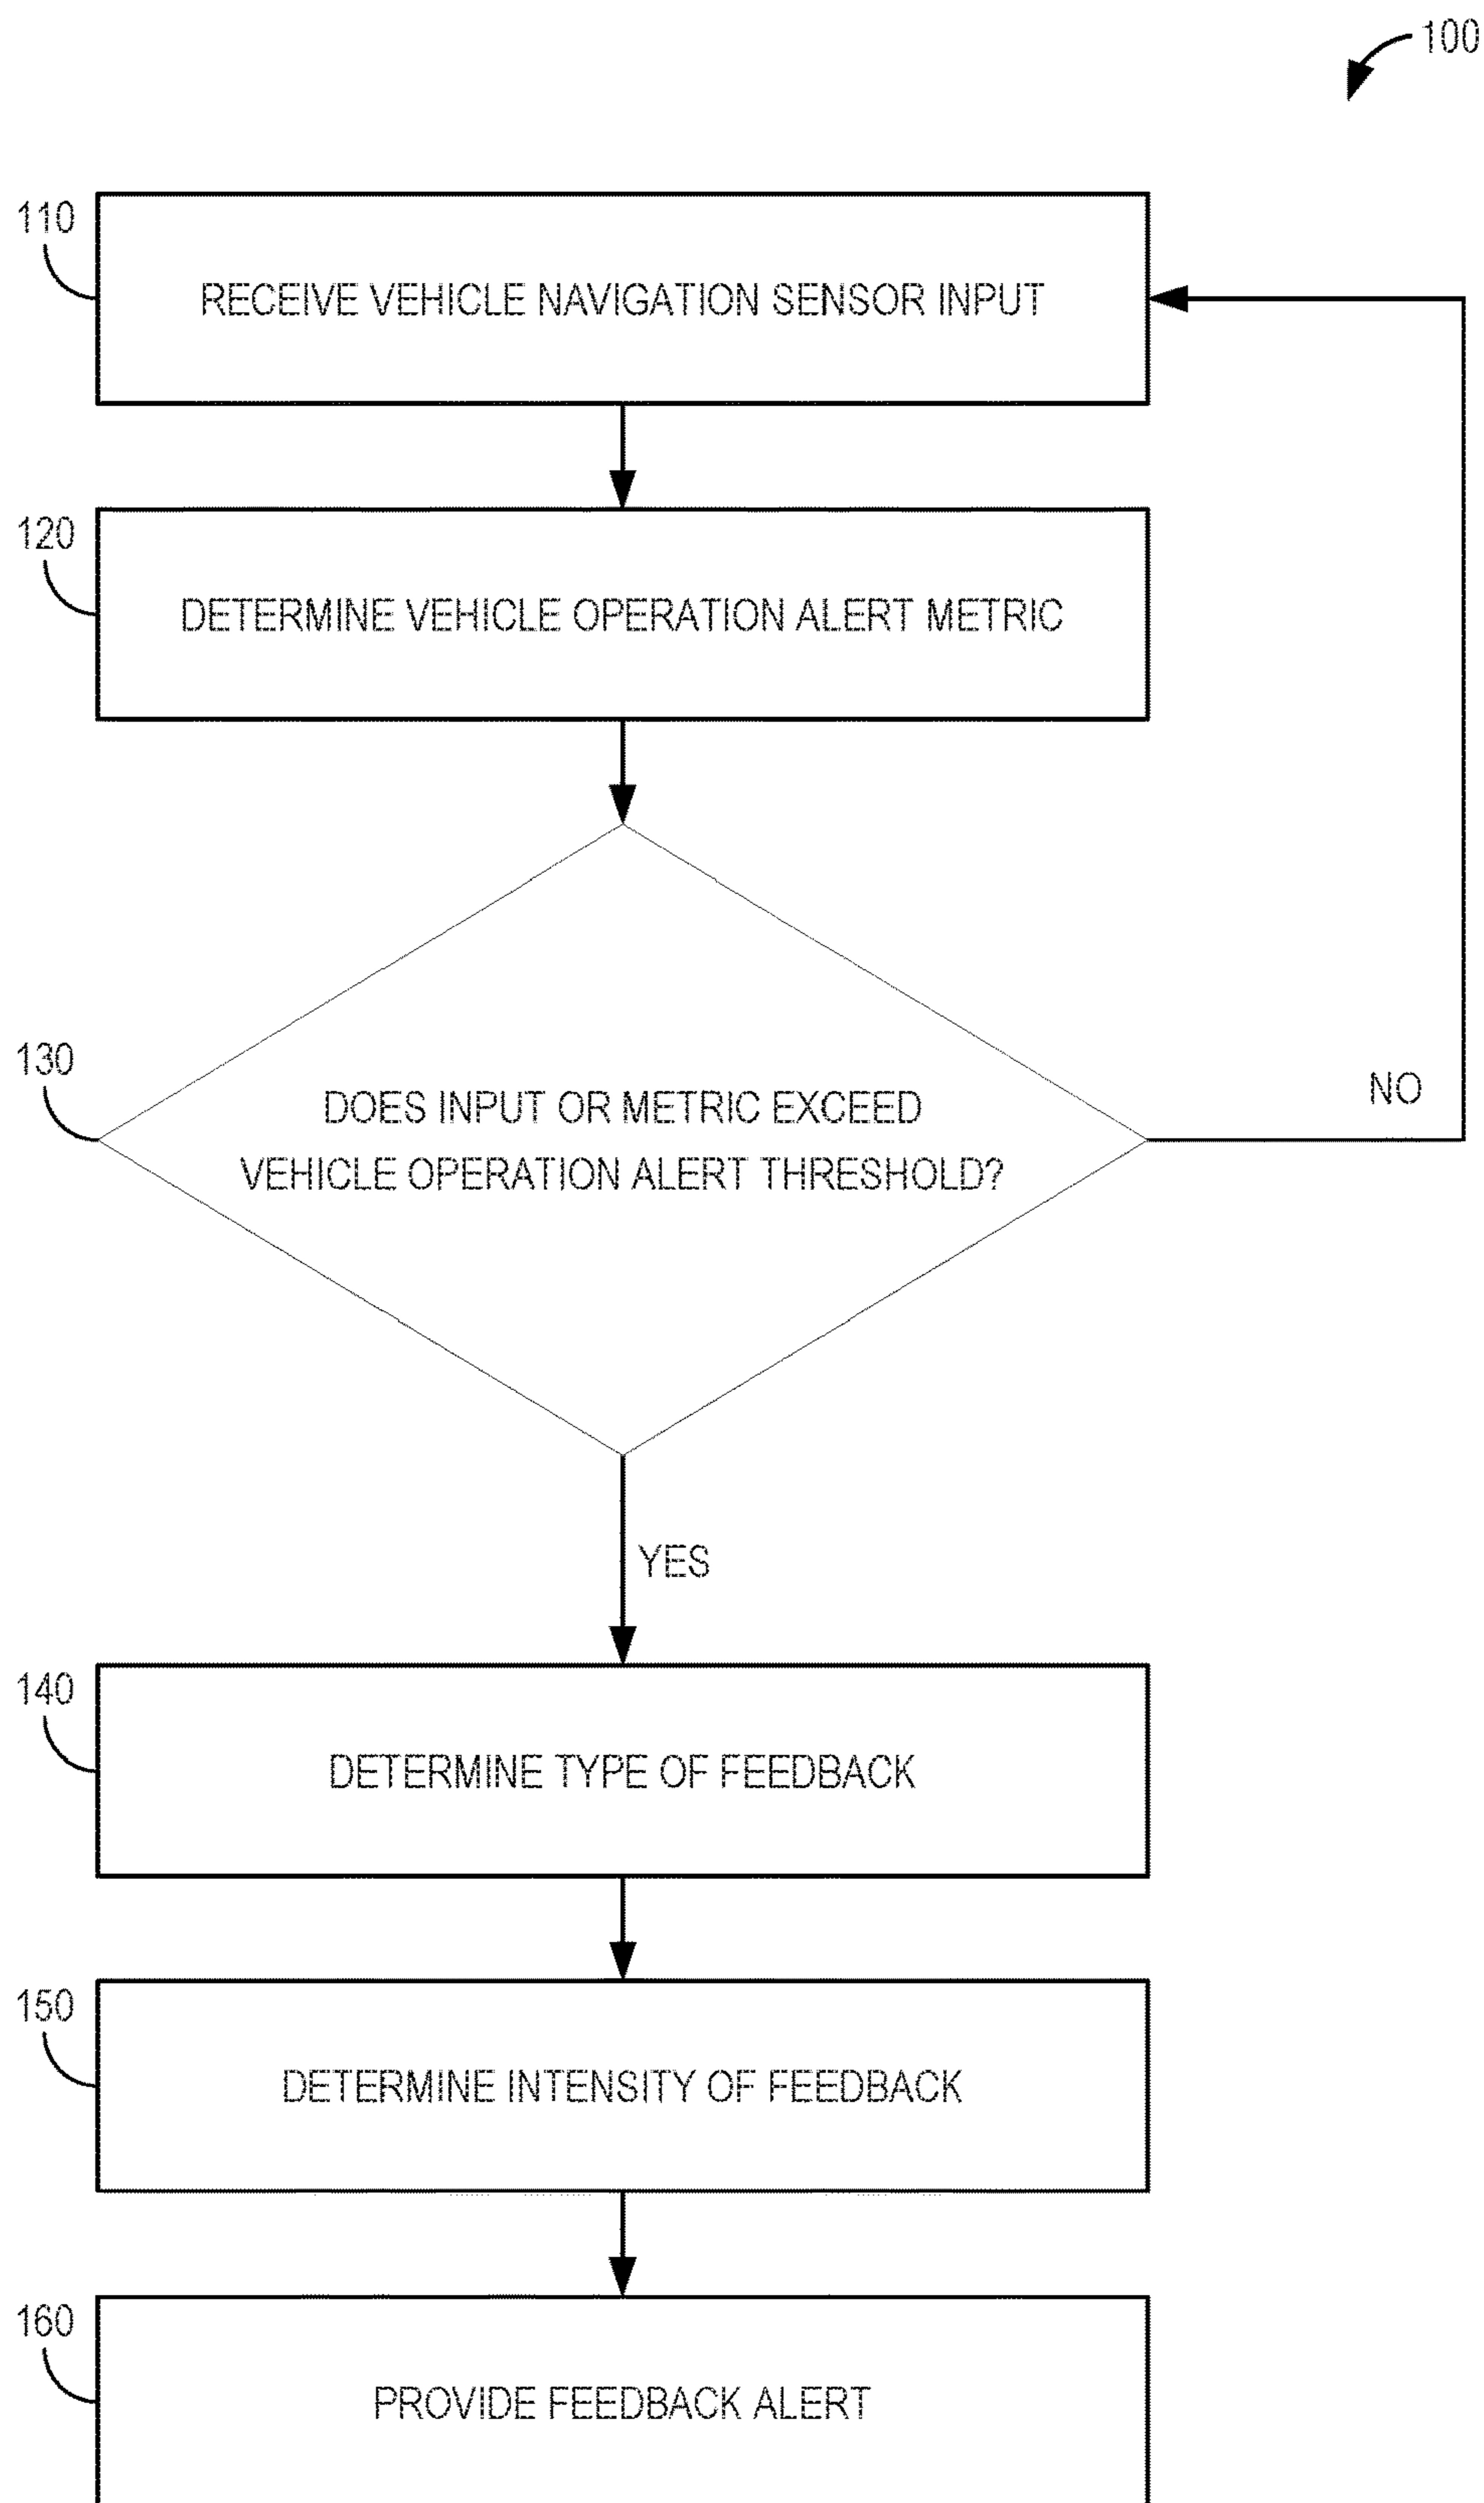 100
110
RECEIVE VEHICLE NAVIGATION SENSOR INPUT
120
DETERMINE VEHICLE OPERATION ALERT METRIC
130
DOES INPUT OR METRIC EXCEED
VEHICLE OPERATION ALERT THRESHOLD?
NO
YES
140
DETERMINE TYPE OF FEEDBACK
150
DETERMINE INTENSITY OF FEEDBACK
160
PROVIDE FEEDBACK ALERT